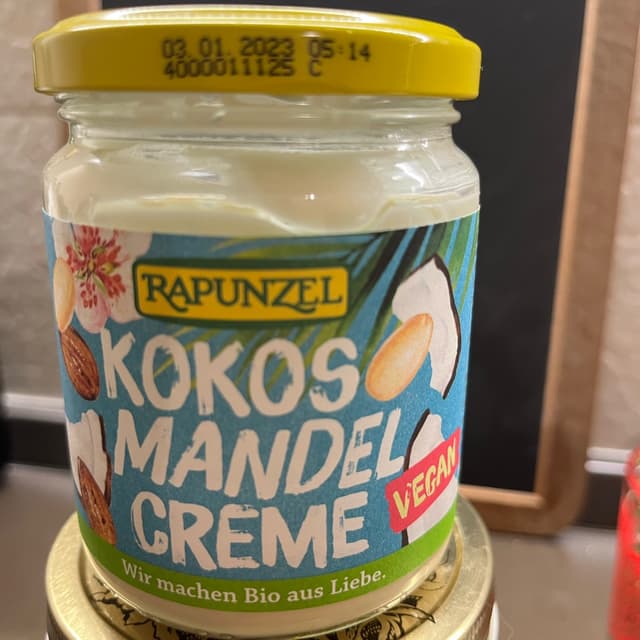 03.01.2023 05:14
4000011125 C
RAPUNZEL
KOKOS
MANDEL
CREME
VEGAN
Wir machen Bio aus Liebe.